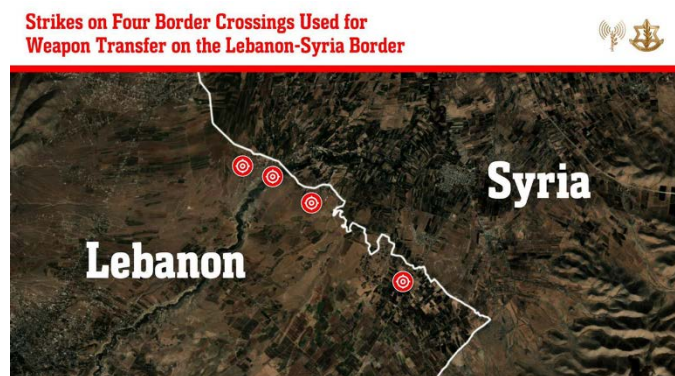 Strikes on Four Border Crossings Used for
Weapon Transfer on the Lebanon-Syria Border
Syria
Lebanon